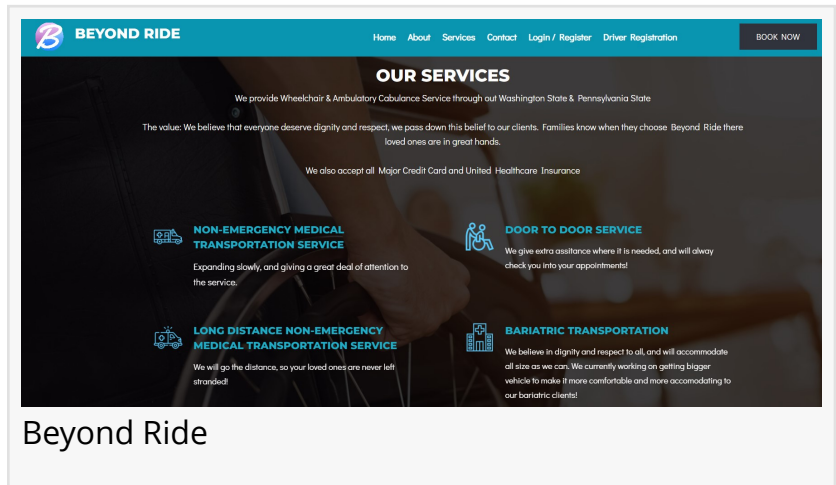 BEYOND RIDE
Home About Services Contact Login / Register Driver Registration
BOOK NOW
OUR SERVICES
We provide Wheelchair & Ambulatory Cabulance Service through out Washington State & Pennsylvania State
The value: We believe that everyone deserve dignity and respect, we pass down this belief to our clients. Families know when they choose Beyond Ride there
loved ones are in great hands.
We also accept all Major Credit Card and United Healthcare Insurance
NON-EMERGENCY MEDICAL
TRANSPORTATION SERVICE
Expanding slowly, and giving a great deal of attention to
the service.
DOOR TO DOOR SERVICE
We give extra assitance where it is needed, and will alway
check you into your appointments!
LONG DISTANCE NON-EMERGENCY
MEDICAL TRANSPORTATION SERVICE
We will go the distance, so your loved ones are never left
stranded!
BARIATRIC TRANSPORTATION
We believe in dignity and respect to all, and will accommodate
all size as we can. We currently working on getting bigger
vehicle to make it more comfortable and more accomodating to
our bariatric clients!
Beyond Ride